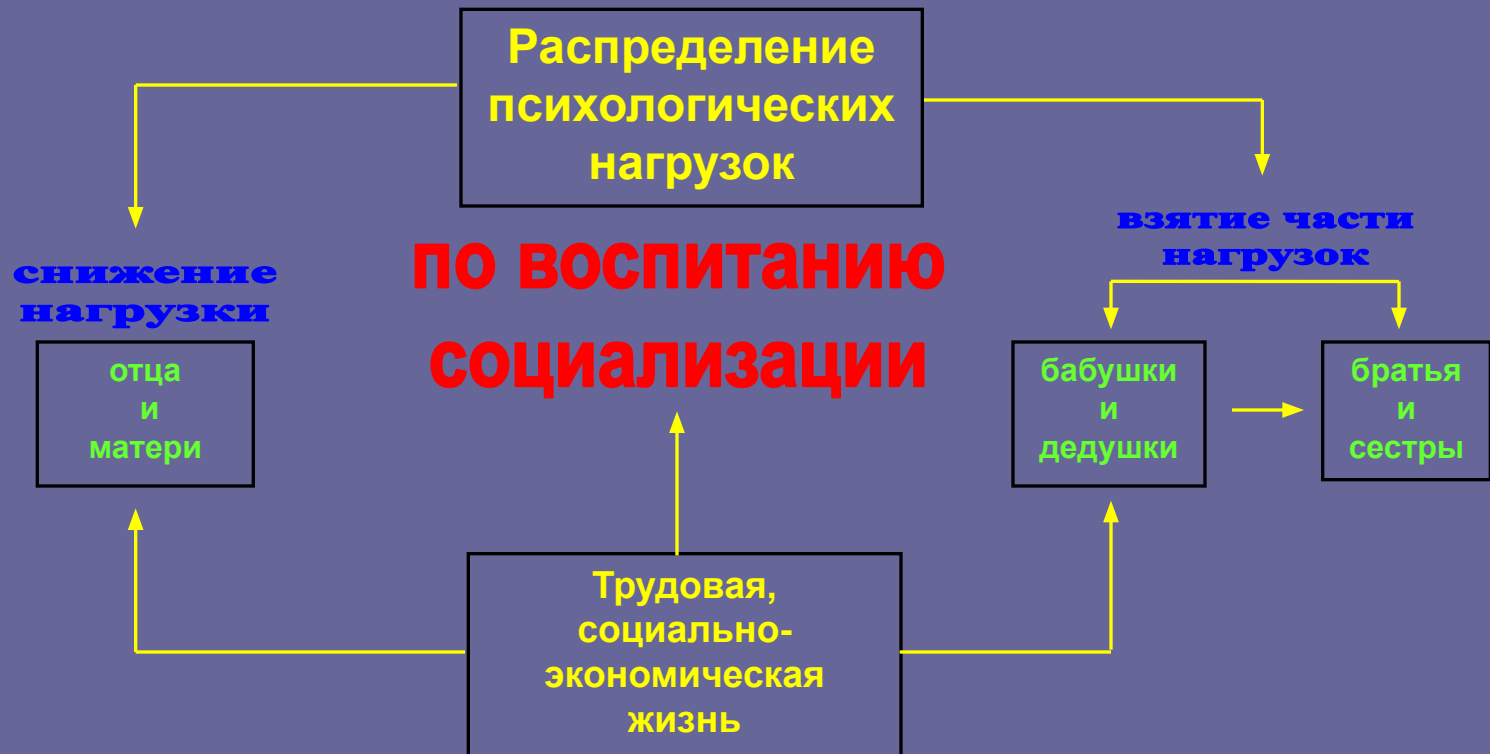 Распределение
психологических
нагрузок
взятие части
нагрузок
по воспитанию
социализации
снижение
нагрузки
отца
и
матери
бабушки
и
дедушки
братья
и
сестры
Трудовая,
социально-
экономическая
жизнь